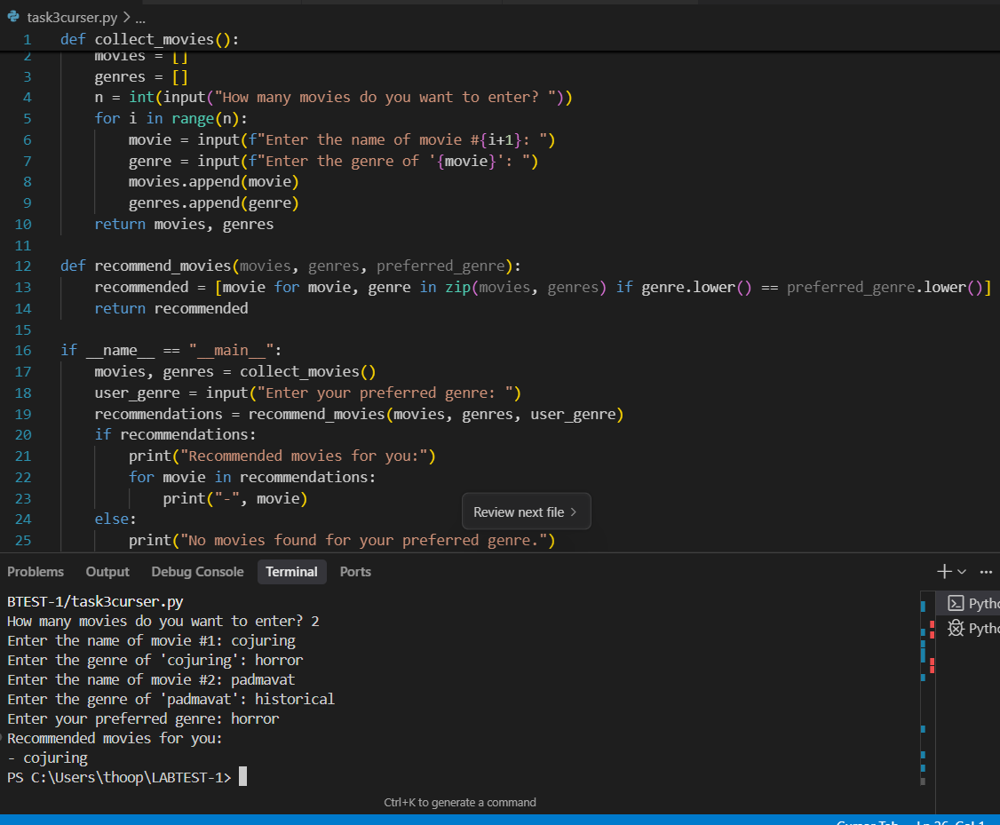 task3curser.py > ...
1 def collect_movies():
2     movies = []
3     genres = []
4     n = int(input("How many movies do you want to enter? "))
5     for i in range(n):
6         movie = input(f"Enter the name of movie #{i+1}: ")
7         genre = input(f"Enter the genre of '{movie}': ")
8         movies.append(movie)
9         genres.append(genre)
10     return movies, genres
11
12 def recommend_movies(movies, genres, preferred_genre):
13     recommended = [movie for movie, genre in zip(movies, genres) if genre.lower() == preferred_genre.lower()]
14     return recommended
15
16 if __name__ == "__main__":
17     movies, genres = collect_movies()
18     user_genre = input("Enter your preferred genre: ")
19     recommendations = recommend_movies(movies, genres, user_genre)
20     if recommendations:
21         print("Recommended movies for you:")
22         for movie in recommendations:
23             print("-", movie)
Review next file >
24     else:
25         print("No movies found for your preferred genre.")
Problems Output Debug Console Terminal Ports
BTEST-1/task3curser.py
How many movies do you want to enter? 2
Enter the name of movie #1: cojuring
Enter the genre of 'cojuring': horror
Enter the name of movie #2: padmavat
Enter the genre of 'padmavat': historical
Enter your preferred genre: horror
Recommended movies for you:
- cojuring
PS C:\Users\thoop\LABTEST-1>
Pytho
Pytho
Ctrl+K to generate a command
Cursor Tab Ln 26, Col 1